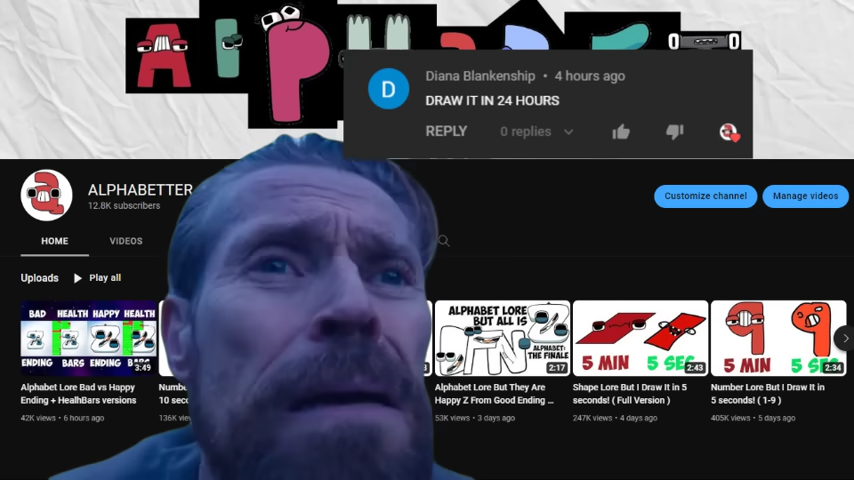 D
Diana Blankenship • 4 hours ago
DRAW IT IN 24 HOURS
REPLY 0 replies
ALPHABETTER
12.8K subscribers
Customize channel Manage videos
HOME VIDEOS
Uploads Play all
BAD HEALTH HAPPY HEALTH
ENDING BARS ENDING BARS
3:49
ALPHABET LORE
BUT ALL IS
ALPHABET:
THE FINALE
2:17
5 MIN 5 SEC
2:43
5 MIN 5 SEC
2:34
Alphabet Lore Bad vs Happy
Ending + HealhBars versions
42K views • 6 hours ago
Numbe
10 sec
136K view
Alphabet Lore But They Are
Happy Z From Good Ending ...
53K views • 3 days ago
Shape Lore But I Draw It in 5
seconds! ( Full Version )
247K views • 4 days ago
Number Lore But I Draw It in
5 seconds! ( 1-9 )
405K views • 5 days ago